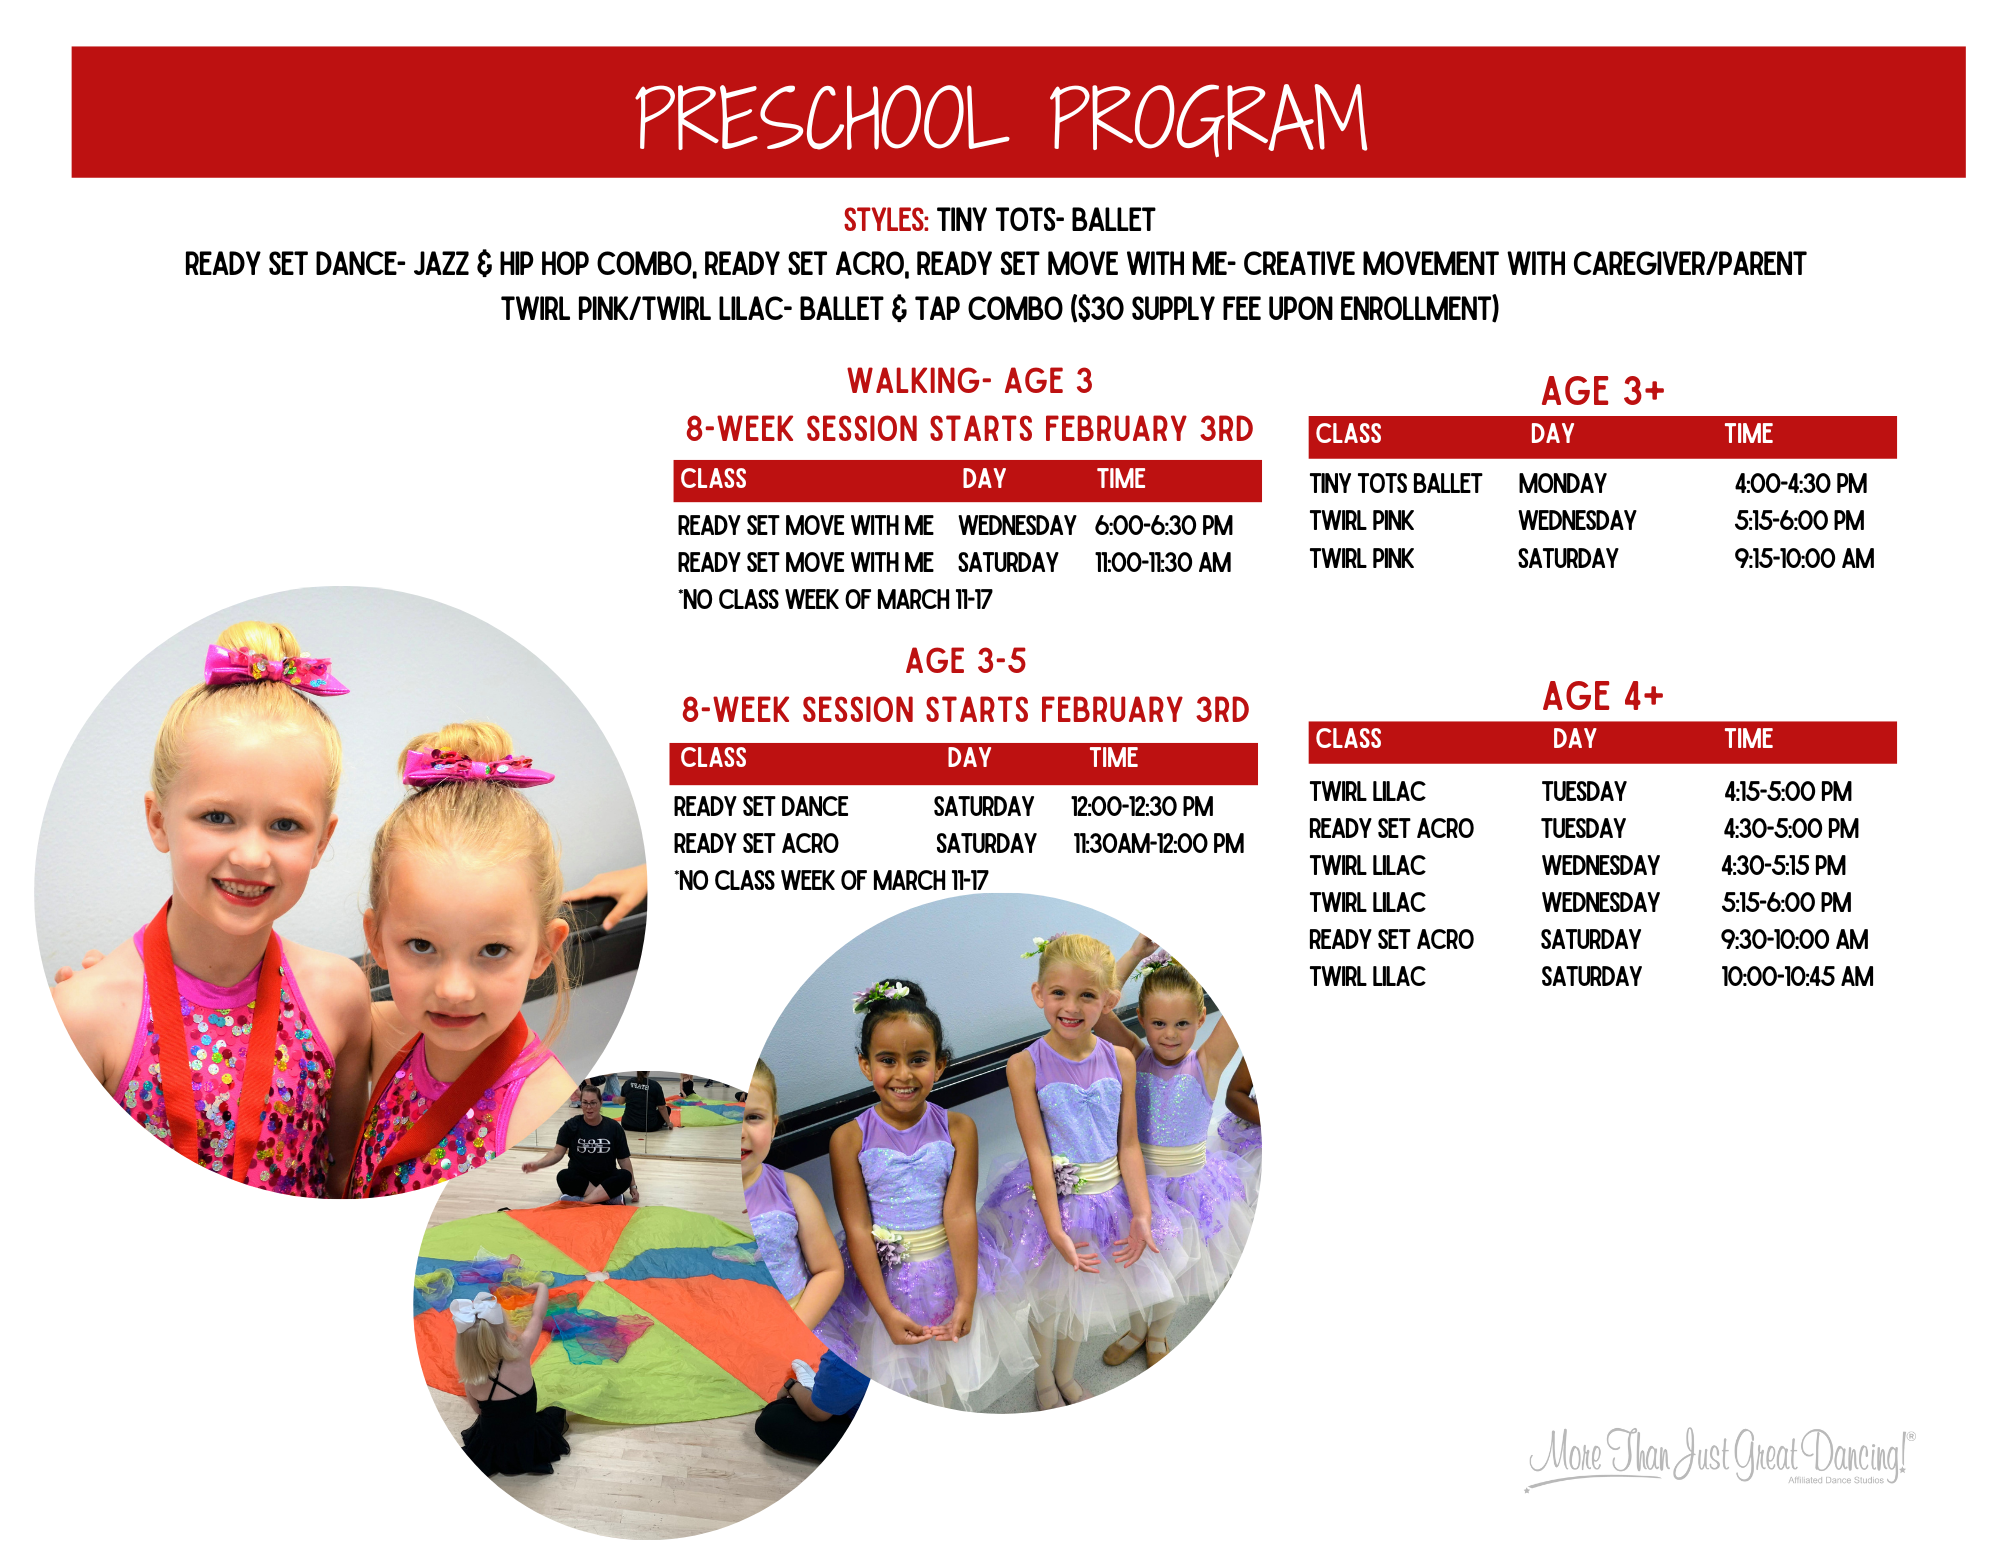 PRESCHOOL PROGRAM
STYLES: TINY TOTS- BALLET
READY SET DANCE- JAZZ & HIP HOP COMBO, READY SET ACRO, READY SET MOVE WITH ME- CREATIVE MOVEMENT WITH CAREGIVER/PARENT
TWIRL PINK/TWIRL LILAC- BALLET & TAP COMBO ($30 SUPPLY FEE UPON ENROLLMENT)
WALKING- AGE 3
8-WEEK SESSION STARTS FEBRUARY 3RD
CLASS DAY TIME
READY SET MOVE WITH ME WEDNESDAY 6:00-6:30 PM
READY SET MOVE WITH ME SATURDAY 11:00-11:30 AM
*NO CLASS WEEK OF MARCH 11-17
AGE 3-5
8-WEEK SESSION STARTS FEBRUARY 3RD
CLASS DAY TIME
READY SET DANCE SATURDAY 12:00-12:30 PM
READY SET ACRO SATURDAY 11:30AM-12:00 PM
*NO CLASS WEEK OF MARCH 11-17
AGE 3+
CLASS DAY TIME
TINY TOTS BALLET MONDAY 4:00-4:30 PM
TWIRL PINK WEDNESDAY 5:15-6:00 PM
TWIRL PINK SATURDAY 9:15-10:00 AM
AGE 4+
CLASS DAY TIME
TWIRL LILAC TUESDAY 4:15-5:00 PM
READY SET ACRO TUESDAY 4:30-5:00 PM
TWIRL LILAC WEDNESDAY 4:30-5:15 PM
TWIRL LILAC WEDNESDAY 5:15-6:00 PM
READY SET ACRO SATURDAY 9:30-10:00 AM
TWIRL LILAC SATURDAY 10:00-10:45 AM
More Than Just Great Dancing!®
Affiliated Dance Studios